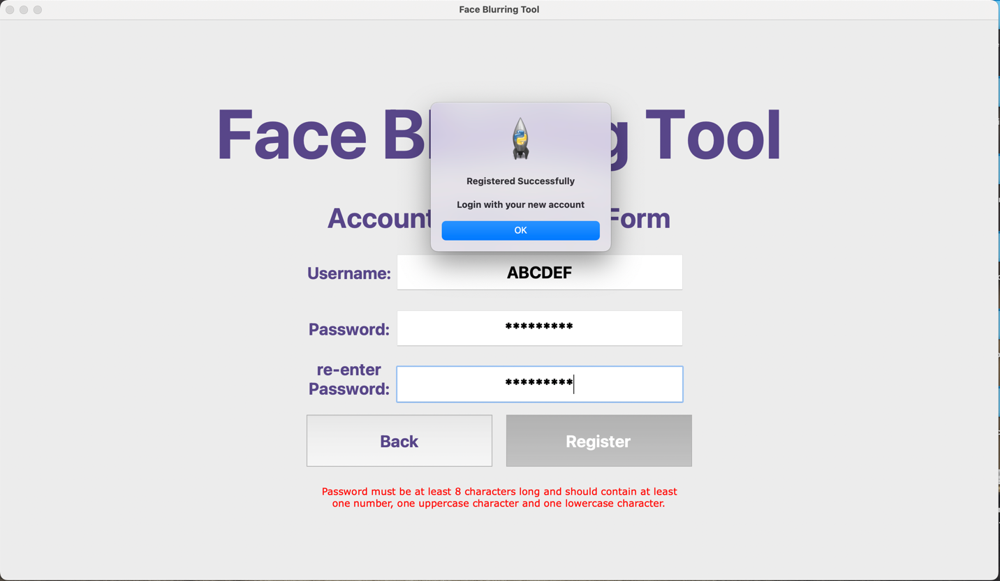 Face Blurring Tool
Face Bl g Tool
Registered Successfully
Login with your new account
OK
Account Form
Username:
ABCDEF
Password:
*********
re-enter
Password:
*********
Back
Register
Password must be at least 8 characters long and should contain at least
one number, one uppercase character and one lowercase character.